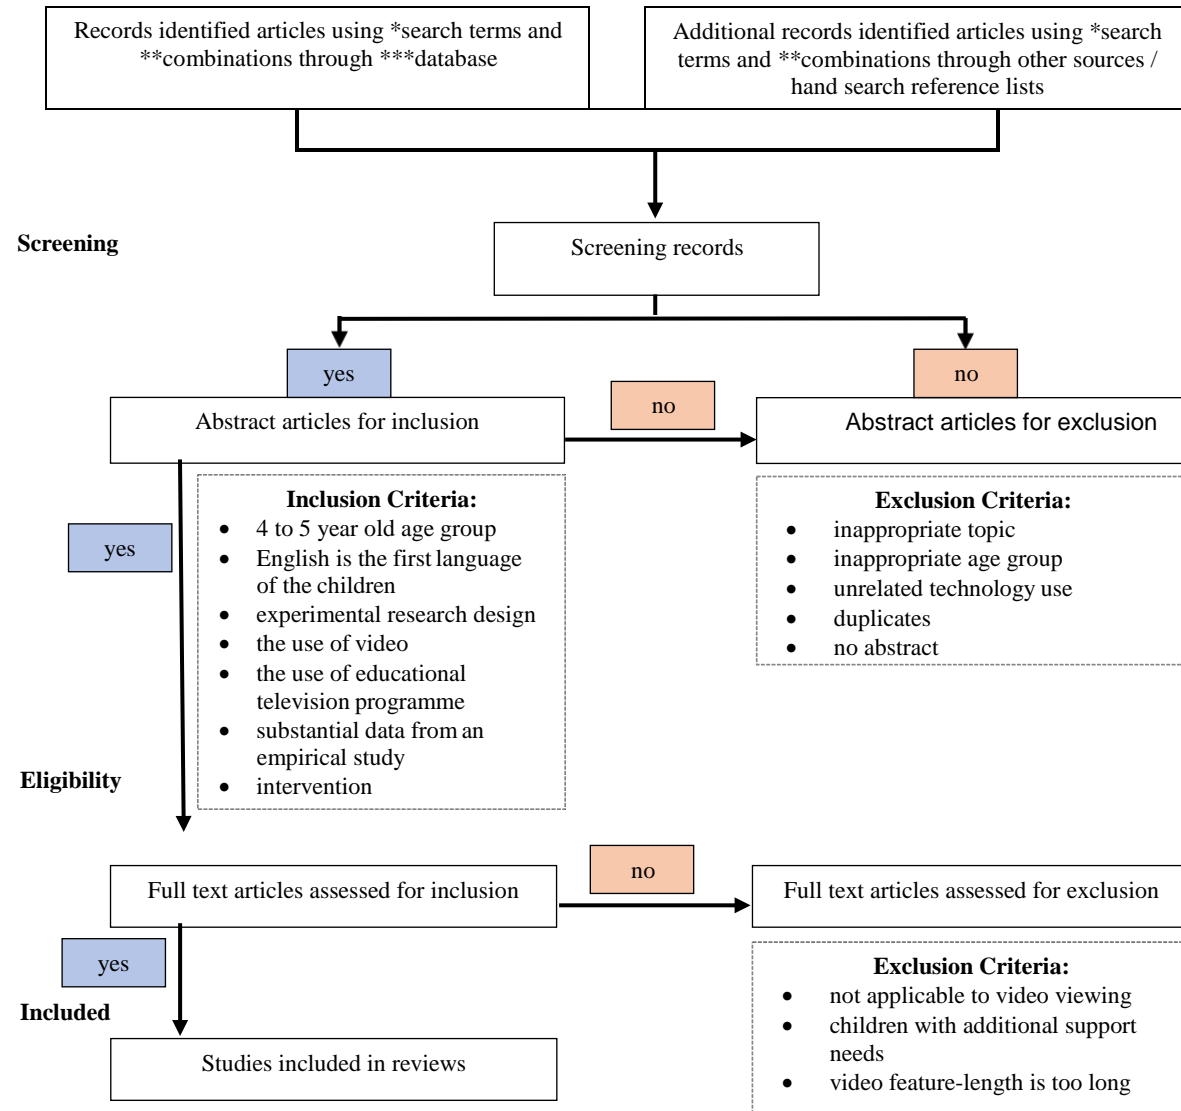 Records identified articles using *search terms and
**combinations through ***database
Additional records identified articles using *search
terms and **combinations through other sources /
hand search reference lists
Screening
Screening records
yes
no
no
Abstract articles for inclusion
Abstract articles for exclusion
yes
Inclusion Criteria:
• 4 to 5 year old age group
• English is the first language
of the children
• experimental research design
• the use of video
• the use of educational
television programme
• substantial data from an
empirical study
• intervention
Exclusion Criteria:
• inappropriate topic
• inappropriate age group
• unrelated technology use
• duplicates
• no abstract
Eligibility
Full text articles assessed for inclusion
no
Full text articles assessed for exclusion
yes
Exclusion Criteria:
• not applicable to video viewing
• children with additional support
needs
• video feature-length is too long
Included
Studies included in reviews